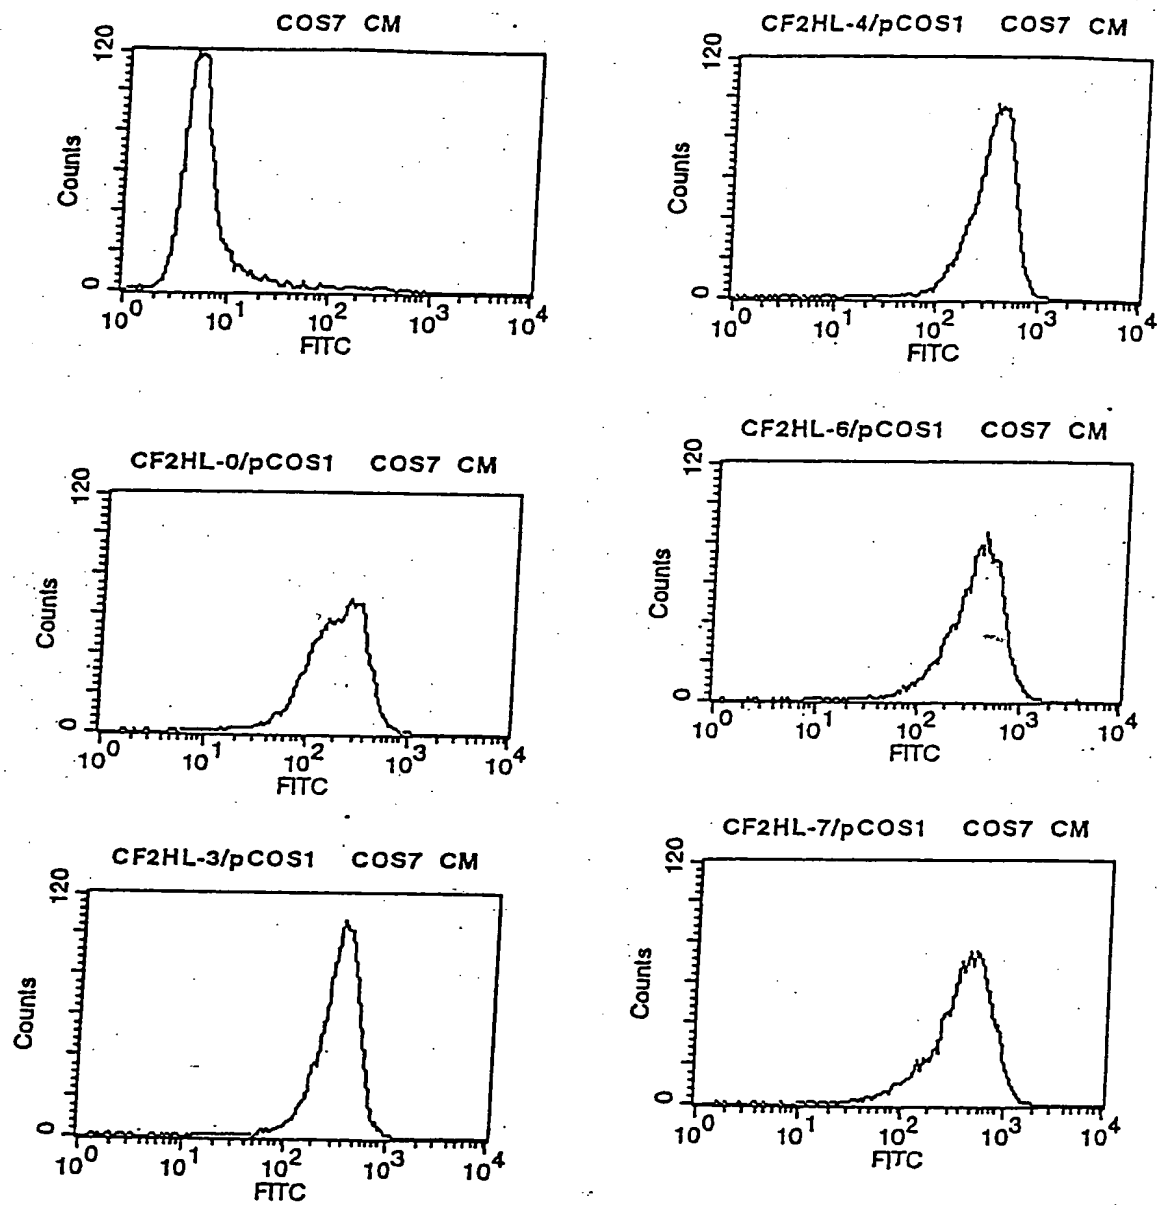 COS7 CM
120
Counts
0
10^0 10^1 10^2 10^3 10^4
FITC
CF2HL-0/pCOS1 COS7 CM
120
Counts
0
10^0 10^1 10^2 10^3 10^4
FITC
CF2HL-3/pCOS1 COS7 CM
120
Counts
0
10^0 10^1 10^2 10^3 10^4
FITC
CF2HL-4/pCOS1 COS7 CM
120
Counts
0
10^0 10^1 10^2 10^3 10^4
FITC
CF2HL-6/pCOS1 COS7 CM
120
Counts
0
10^0 10^1 10^2 10^3 10^4
FITC
CF2HL-7/pCOS1 COS7 CM
120
Counts
0
10^0 10^1 10^2 10^3 10^4
FITC